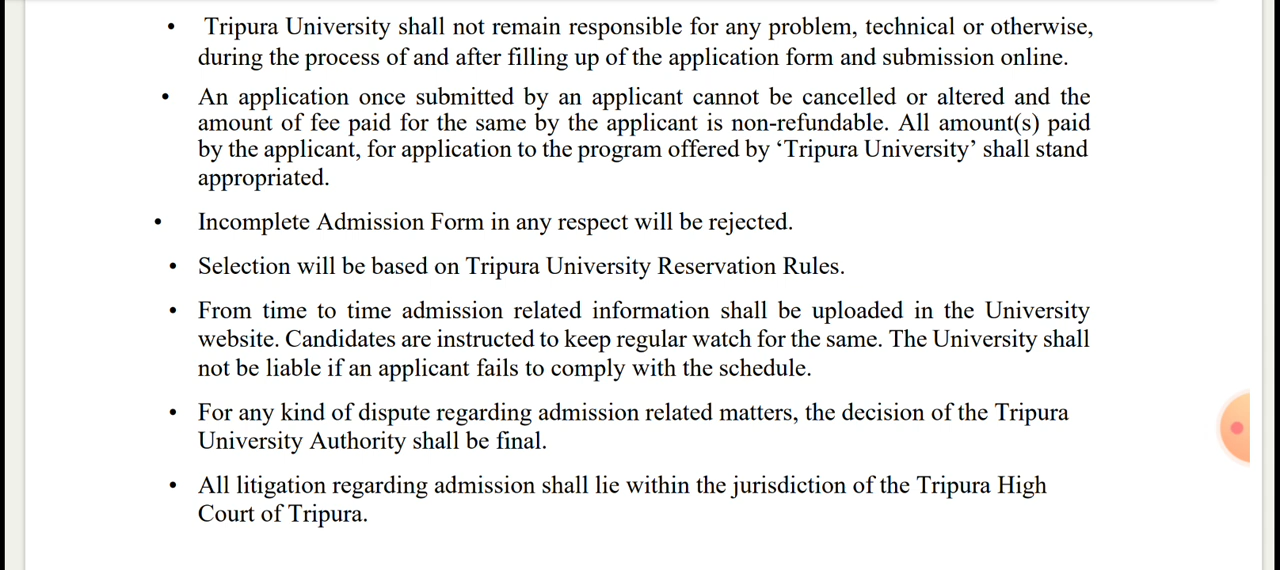 • Tripura University shall not remain responsible for any problem, technical or otherwise,
during the process of and after filling up of the application form and submission online.
• An application once submitted by an applicant cannot be cancelled or altered and the
amount of fee paid for the same by the applicant is non-refundable. All amount(s) paid
by the applicant, for application to the program offered by ‘Tripura University’ shall stand
appropriated.
• Incomplete Admission Form in any respect will be rejected.
• Selection will be based on Tripura University Reservation Rules.
• From time to time admission related information shall be uploaded in the University
website. Candidates are instructed to keep regular watch for the same. The University shall
not be liable if an applicant fails to comply with the schedule.
• For any kind of dispute regarding admission related matters, the decision of the Tripura
University Authority shall be final.
• All litigation regarding admission shall lie within the jurisdiction of the Tripura High
Court of Tripura.